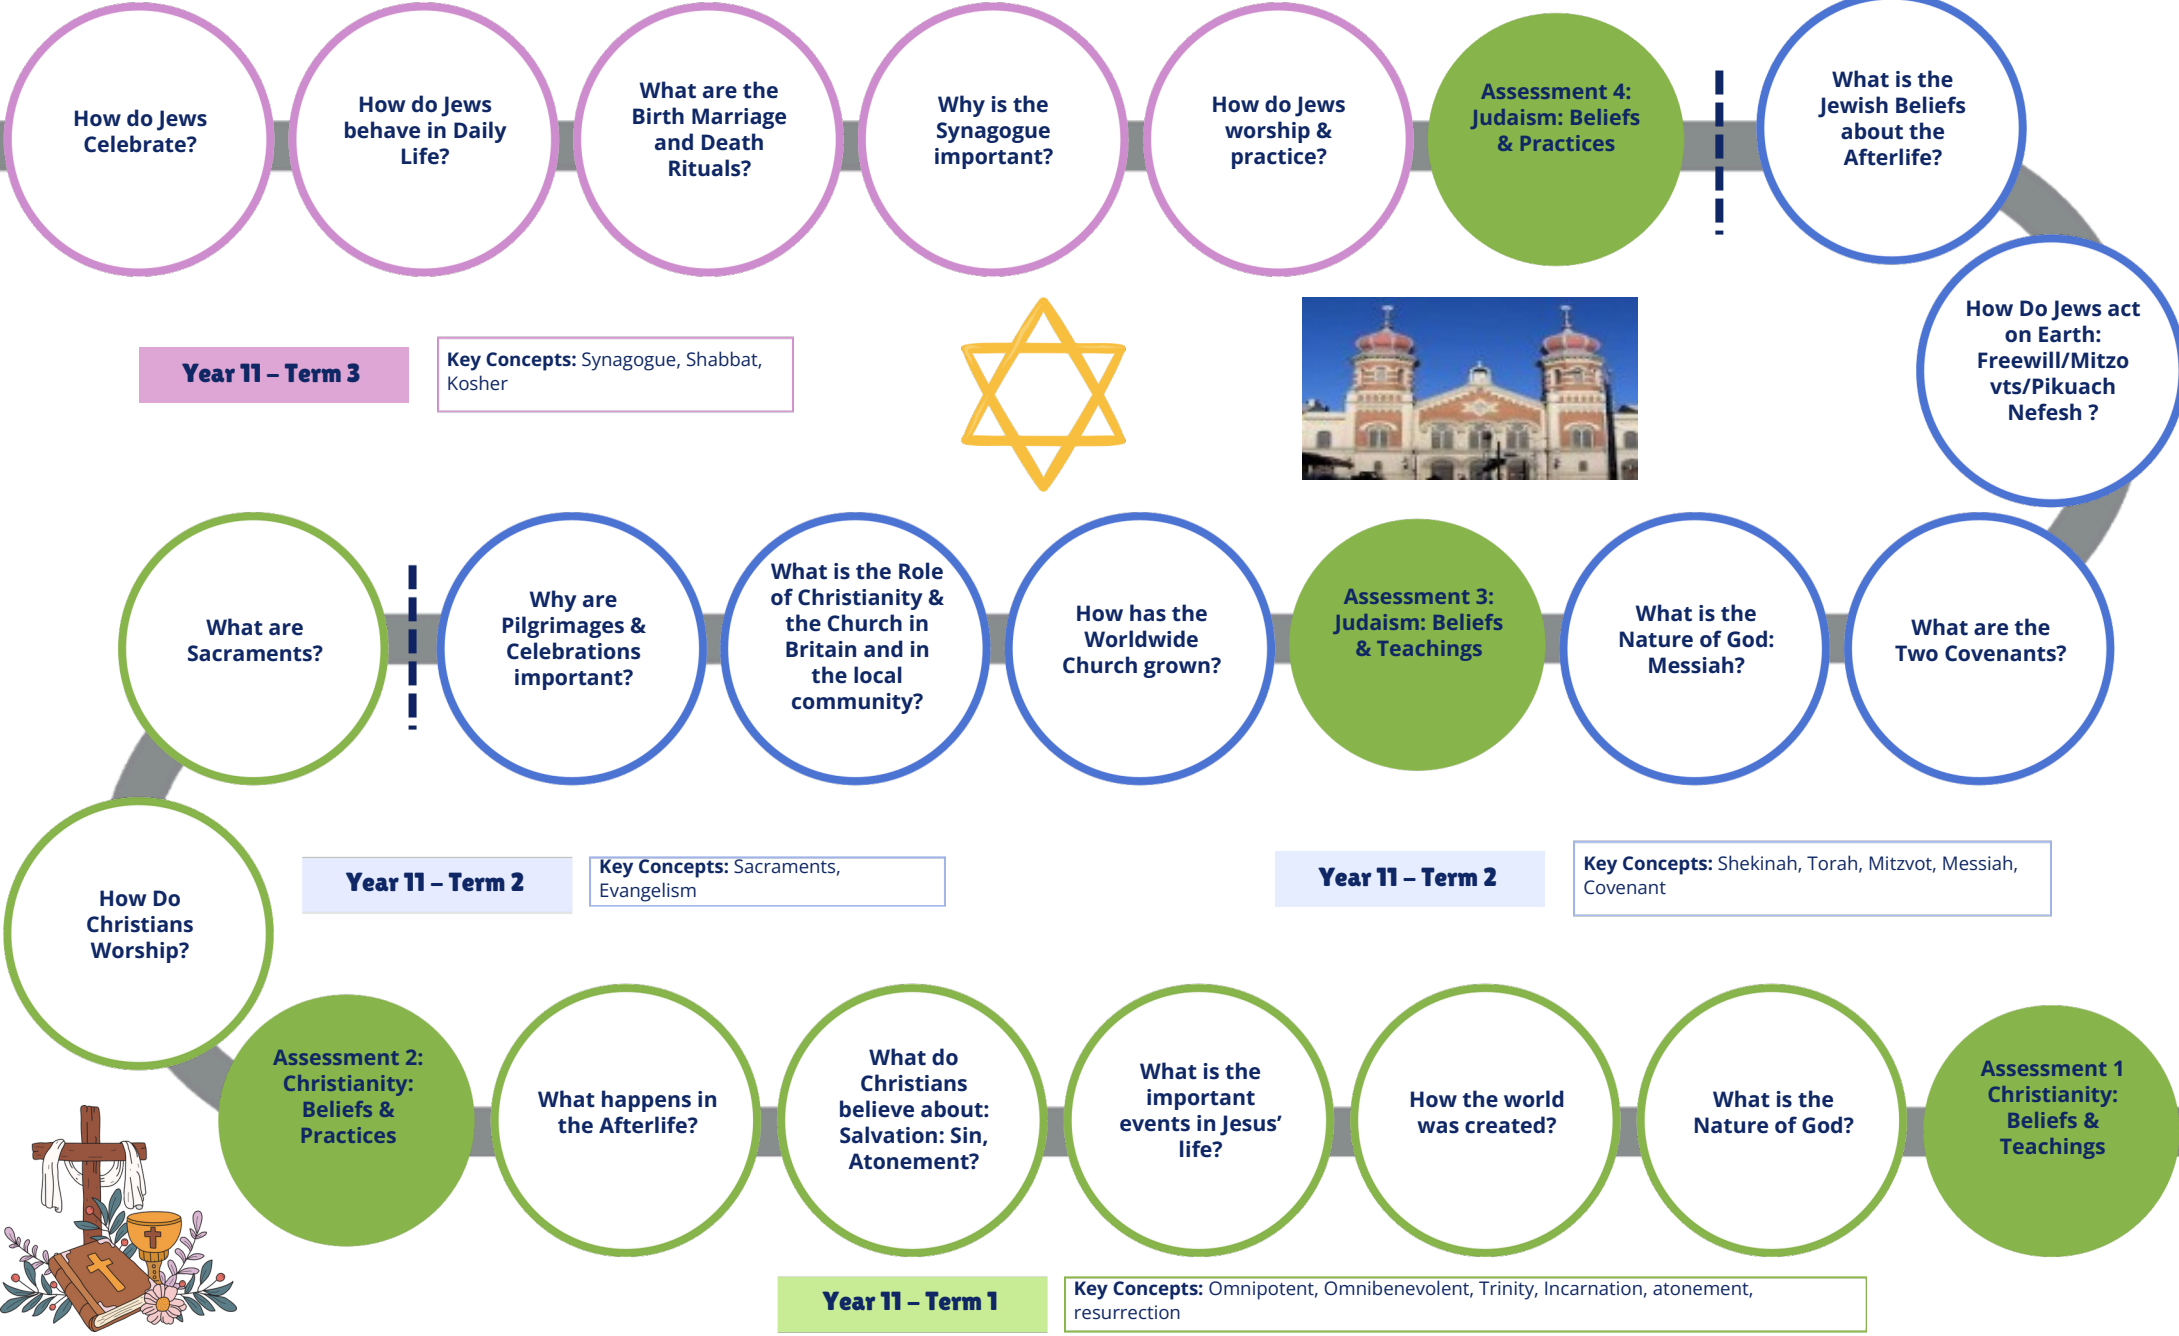 How do Jews
Celebrate?
How do Jews
behave in Daily
Life?
What are the
Birth Marriage
and Death
Rituals?
Why is the
Synagogue
important?
How do Jews
worship &
practice?
Assessment 4:
Judaism: Beliefs
& Practices
What is the
Jewish Beliefs
about the
Afterlife?
How Do Jews act
on Earth:
Freewill/Mitzo
vts/Pikuach
Nefesh ?
Year 11 – Term 3
Key Concepts: Synagogue, Shabbat,
Kosher
What are
Sacraments?
Why are
Pilgrimages &
Celebrations
important?
What is the Role
of Christianity &
the Church in
Britain and in
the local
community?
How has the
Worldwide
Church grown?
Assessment 3:
Judaism: Beliefs
& Teachings
What is the
Nature of God:
Messiah?
What are the
Two Covenants?
How Do
Christians
Worship?
Year 11 – Term 2
Key Concepts: Sacraments,
Evangelism
Year 11 – Term 2
Key Concepts: Shekinah, Torah, Mitzvot, Messiah,
Covenant
Assessment 2:
Christianity:
Beliefs &
Practices
What happens in
the Afterlife?
What do
Christians
believe about:
Salvation: Sin,
Atonement?
What is the
important
events in Jesus’
life?
How the world
was created?
What is the
Nature of God?
Assessment 1
Christianity:
Beliefs &
Teachings
Year 11 – Term 1
Key Concepts: Omnipotent, Omnibenevolent, Trinity, Incarnation, atonement,
resurrection